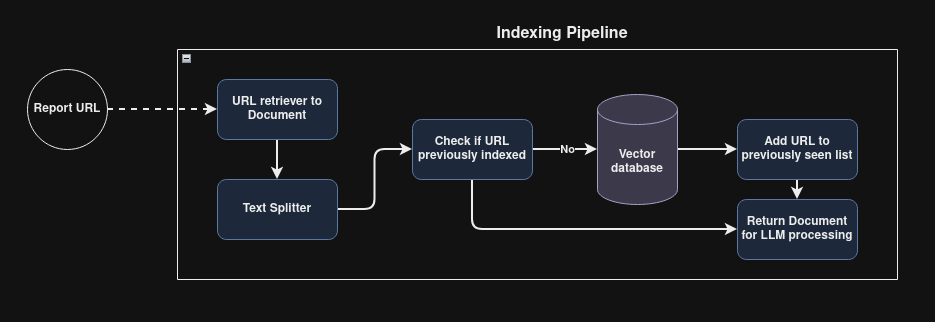 Indexing Pipeline
Report URL
URL retriever to
Document
Text Splitter
Check if URL
previously indexed
No
Vector
database
Add URL to
previously seen list
Return Document
for LLM processing